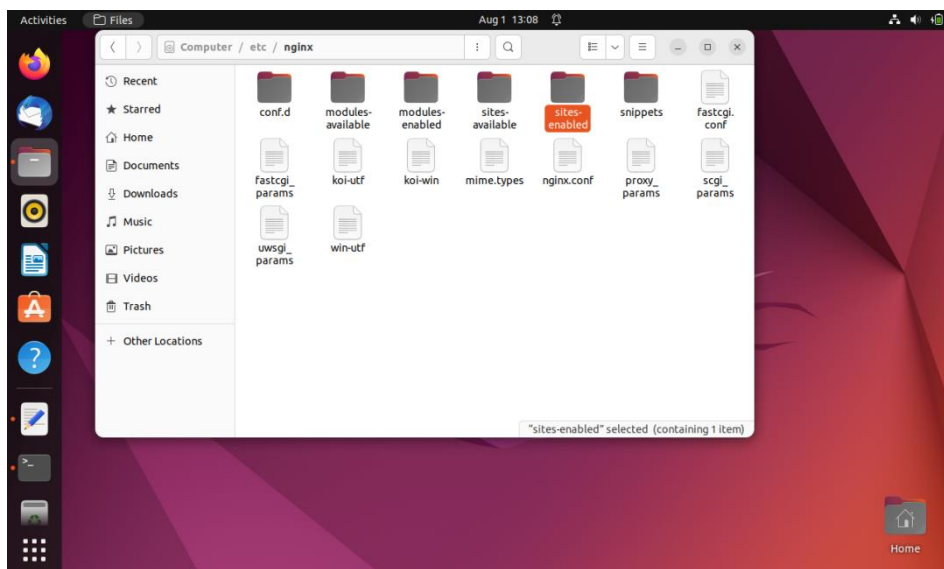 Activities Files Aug 1 13:08
Computer / etc / nginx
Recent
Starred
Home
Documents
Downloads
Music
Pictures
Videos
Trash
+ Other Locations
conf.d modules- modules- sites- sites- snippets fastcgi.
available enabled available enabled conf
fastcgi_ koi-utf koi-win mime.types nginx.conf proxy_ scgi_
params params params
uwsgi_ win-utf
params
"sites-enabled" selected (containing 1 item)
Home